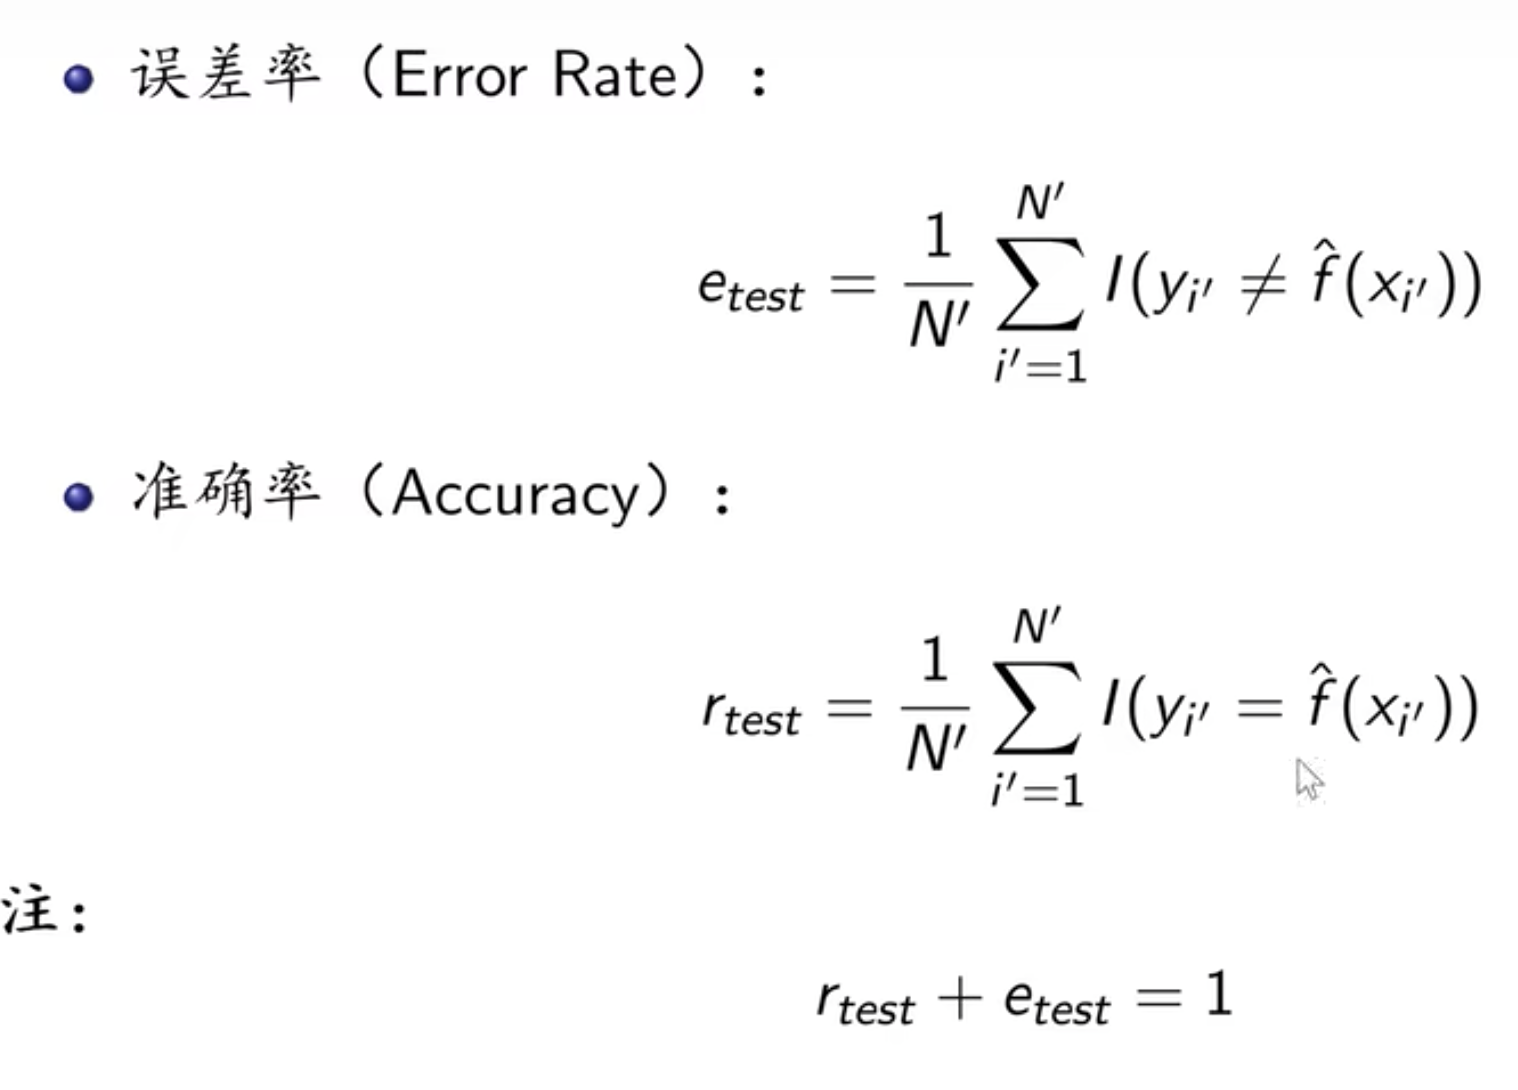 误差率（Error Rate）：
e_{test} = \frac{1}{N'} \sum_{i'=1}^{N'} I(y_{i'} \neq \hat{f}(x_{i'}))
准确率（Accuracy）：
r_{test} = \frac{1}{N'} \sum_{i'=1}^{N'} I(y_{i'} = \hat{f}(x_{i'}))
注：
r_{test} + e_{test} = 1